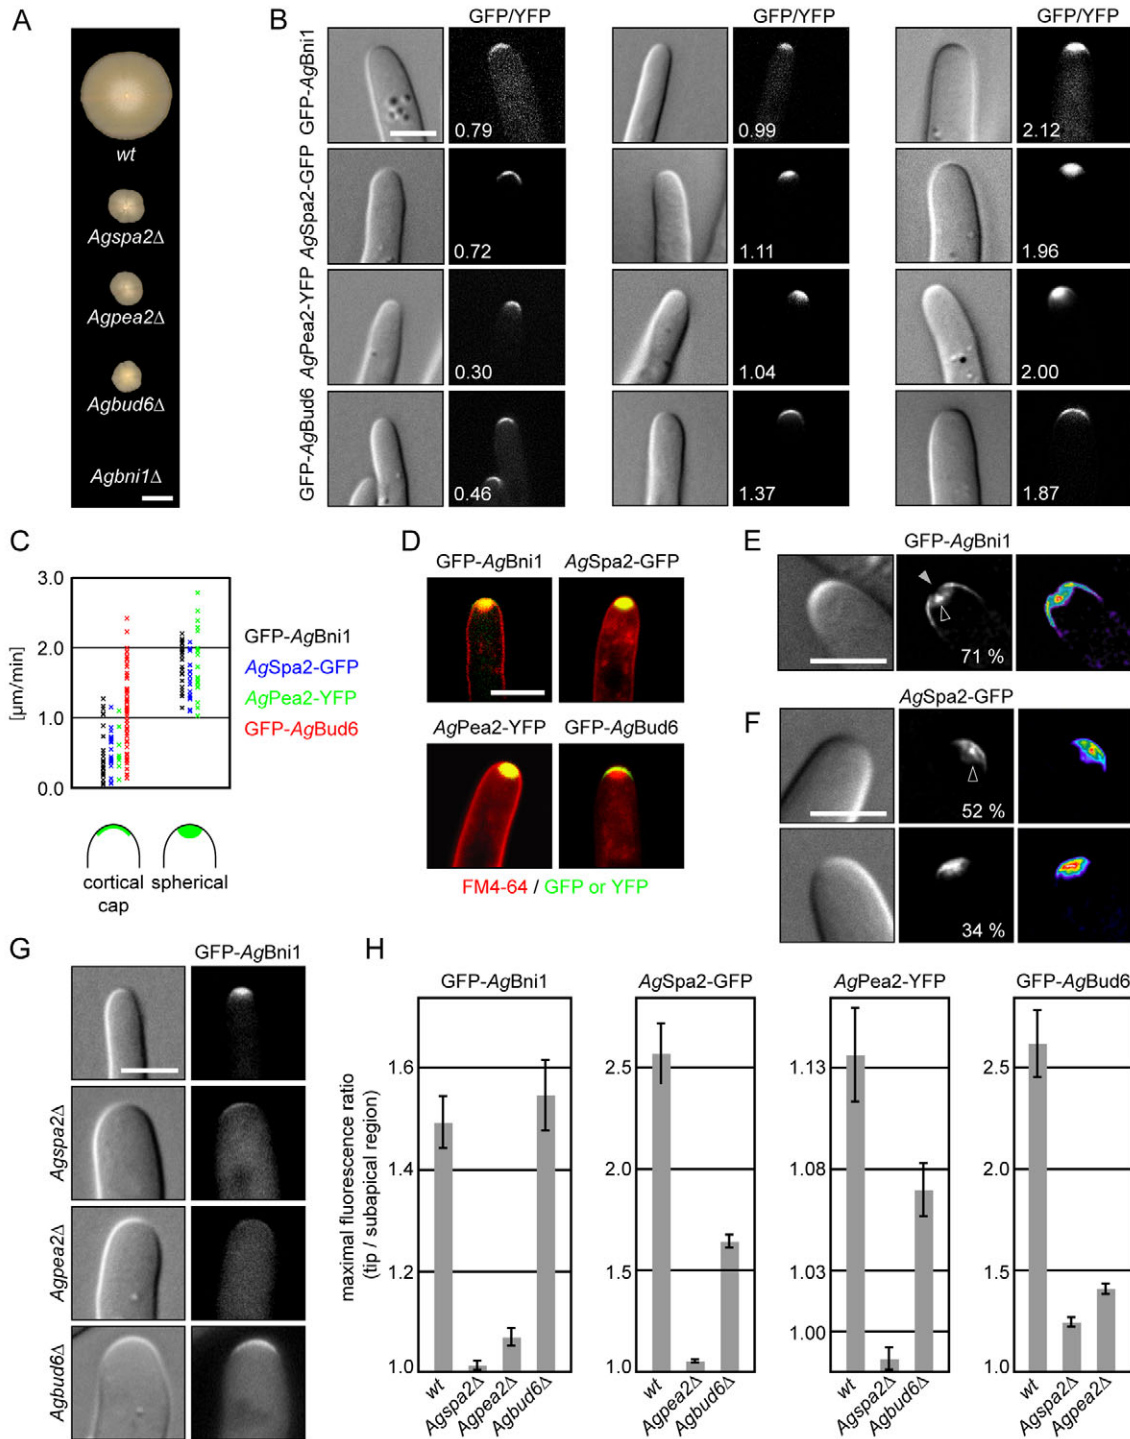 A
wt
Agspa2Δ
Agpea2Δ
Agbud6Δ
Agbni1Δ
B
GFP/YFP GFP/YFP GFP/YFP
GFP-AgBni1
0.79 0.99 2.12
AgSpa2-GFP
0.72 1.11 1.96
AgPea2-YFP
0.30 1.04 2.00
GFP-AgBud6
0.46 1.37 1.87
C
[µm/min]
3.0
2.0
1.0
0.0
GFP-AgBni1
AgSpa2-GFP
AgPea2-YFP
GFP-AgBud6
cortical spherical
cap
D
GFP-AgBni1 AgSpa2-GFP
AgPea2-YFP GFP-AgBud6
FM4-64 / GFP or YFP
E
GFP-AgBni1
71 %
F
AgSpa2-GFP
52 %
34 %
G
GFP-AgBni1
Agspa2Δ
Agpea2Δ
Agbud6Δ
H
maximal fluorescence ratio
(tip / subapical region)
GFP-AgBni1
1.6
1.4
1.2
1.0
wt Agspa2Δ Agpea2Δ Agbud6Δ
AgSpa2-GFP
2.5
2.0
1.5
1.0
wt Agpea2Δ Agbud6Δ
AgPea2-YFP
1.13
1.08
1.03
1.00
wt Agspa2Δ Agbud6Δ
GFP-AgBud6
2.5
2.0
1.5
1.0
wt Agspa2Δ Agpea2Δ